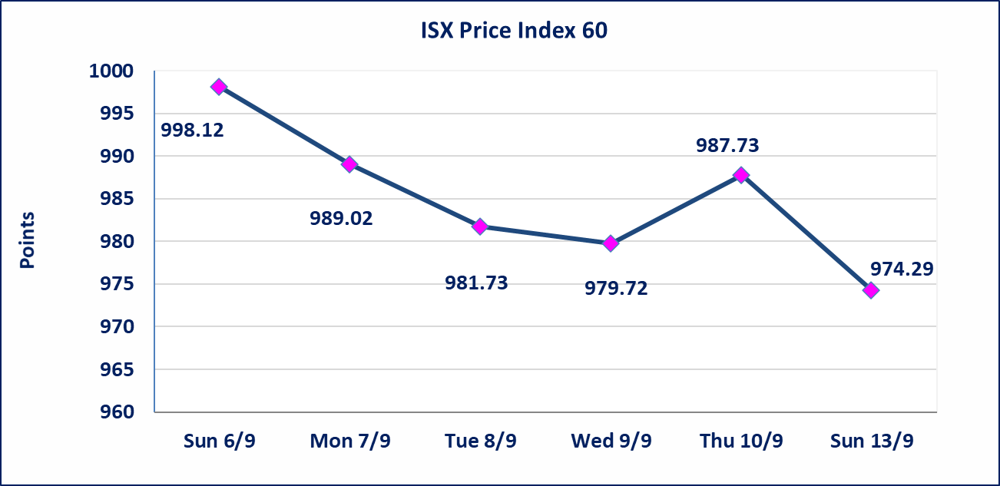 ISX Price Index 60
Points
1000
995
990
985
980
975
970
965
960
998.12
989.02
981.73
979.72
987.73
974.29
Sun 6/9
Mon 7/9
Tue 8/9
Wed 9/9
Thu 10/9
Sun 13/9